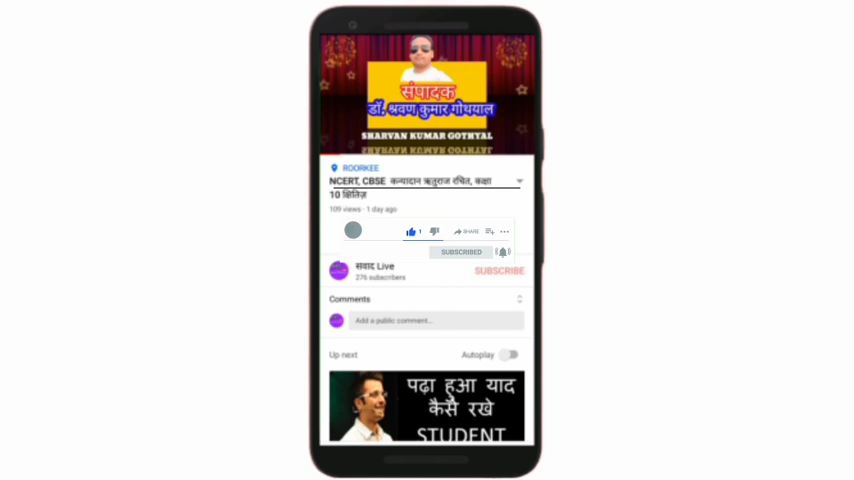 संपादक
डॉ. श्रवण कुमार गोथयाल
SHARVAN KUMAR GOTHYAL
ROORKEE
NCERT, CBSE कन्यादान ऋतुराज रचित, कक्षा
10 क्षितिज़
109 views · 1 day ago
1 SHARE
SUBSCRIBED
संवाद Live
SUBSCRIBE
276 subscribers
Comments
Add a public comment...
Up next Autoplay
पढ़ा हुआ याद
कैसे रखे
STUDENT